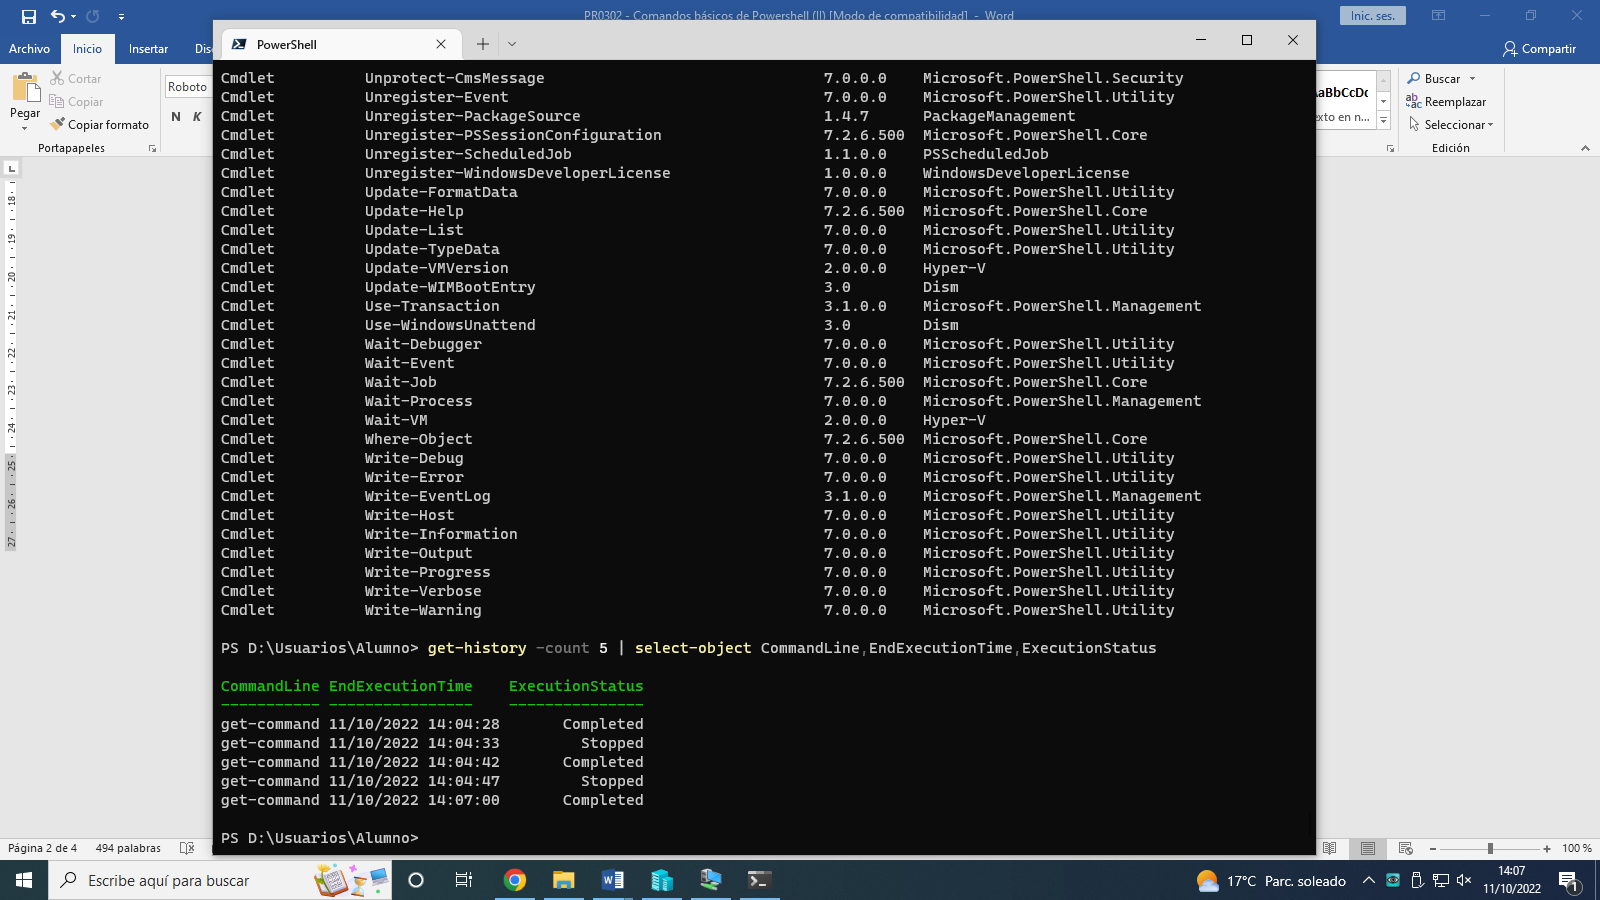 PR0302 - Comandos básicos de Powershell (II) [Modo de compatibilidad] - Word
Inic. ses.
Archivo Inicio Insertar
Compartir
PowerShell
Pegar
Cortar
Copiar
Copiar formato
Portapapeles
Roboto
N K
Buscar
Reemplazar
Seleccionar
Edición
Cmdlet Unprotect-CmsMessage 7.0.0.0 Microsoft.PowerShell.Security
Cmdlet Unregister-Event 7.0.0.0 Microsoft.PowerShell.Utility
Cmdlet Unregister-PackageSource 1.4.7 PackageManagement
Cmdlet Unregister-PSSessionConfiguration 7.2.6.500 Microsoft.PowerShell.Core
Cmdlet Unregister-ScheduledJob 1.1.0.0 PSScheduledJob
Cmdlet Unregister-WindowsDeveloperLicense 1.0.0.0 WindowsDeveloperLicense
Cmdlet Update-FormatData 7.0.0.0 Microsoft.PowerShell.Utility
Cmdlet Update-Help 7.2.6.500 Microsoft.PowerShell.Core
Cmdlet Update-List 7.0.0.0 Microsoft.PowerShell.Utility
Cmdlet Update-TypeData 7.0.0.0 Microsoft.PowerShell.Utility
Cmdlet Update-VMVersion 2.0.0.0 Hyper-V
Cmdlet Update-WIMBootEntry 3.0 Dism
Cmdlet Use-Transaction 3.1.0.0 Microsoft.PowerShell.Management
Cmdlet Use-WindowsUnattend 3.0 Dism
Cmdlet Wait-Debugger 7.0.0.0 Microsoft.PowerShell.Utility
Cmdlet Wait-Event 7.0.0.0 Microsoft.PowerShell.Utility
Cmdlet Wait-Job 7.2.6.500 Microsoft.PowerShell.Core
Cmdlet Wait-Process 7.0.0.0 Microsoft.PowerShell.Management
Cmdlet Wait-VM 2.0.0.0 Hyper-V
Cmdlet Where-Object 7.2.6.500 Microsoft.PowerShell.Core
Cmdlet Write-Debug 7.0.0.0 Microsoft.PowerShell.Utility
Cmdlet Write-Error 7.0.0.0 Microsoft.PowerShell.Utility
Cmdlet Write-EventLog 3.1.0.0 Microsoft.PowerShell.Management
Cmdlet Write-Host 7.0.0.0 Microsoft.PowerShell.Utility
Cmdlet Write-Information 7.0.0.0 Microsoft.PowerShell.Utility
Cmdlet Write-Output 7.0.0.0 Microsoft.PowerShell.Utility
Cmdlet Write-Progress 7.0.0.0 Microsoft.PowerShell.Utility
Cmdlet Write-Verbose 7.0.0.0 Microsoft.PowerShell.Utility
Cmdlet Write-Warning 7.0.0.0 Microsoft.PowerShell.Utility
PS D:\Usuarios\Alumno> get-history -count 5 | select-object CommandLine,EndExecutionTime,ExecutionStatus
CommandLine EndExecutionTime ExecutionStatus
----------- ---------------- ---------------
get-command 11/10/2022 14:04:28 Completed
get-command 11/10/2022 14:04:33 Stopped
get-command 11/10/2022 14:04:42 Completed
get-command 11/10/2022 14:04:47 Stopped
get-command 11/10/2022 14:07:00 Completed
PS D:\Usuarios\Alumno>
18 19 20 21 22 23 24 25 26 27
Página 2 de 4 494 palabras
100 %
Escribe aquí para buscar
17°C Parc. soleado
14:07
11/10/2022
1